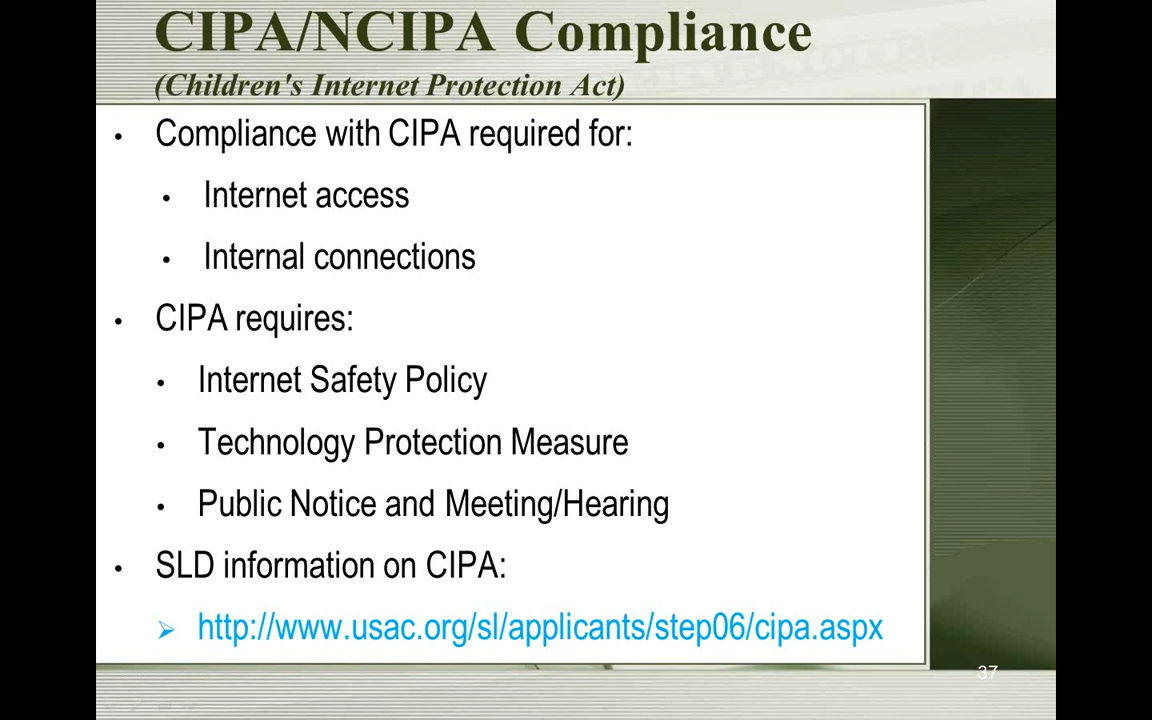 CIPA/NCIPA Compliance
(Children's Internet Protection Act)
• Compliance with CIPA required for:
• Internet access
• Internal connections
• CIPA requires:
• Internet Safety Policy
• Technology Protection Measure
• Public Notice and Meeting/Hearing
• SLD information on CIPA:
➢ http://www.usac.org/sl/applicants/step06/cipa.aspx
37